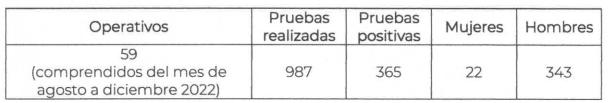 Operativos | Pruebas realizadas | Pruebas positivas | Mujeres | Hombres
59
(comprendidos del mes de
agosto a diciembre 2022) | 987 | 365 | 22 | 343